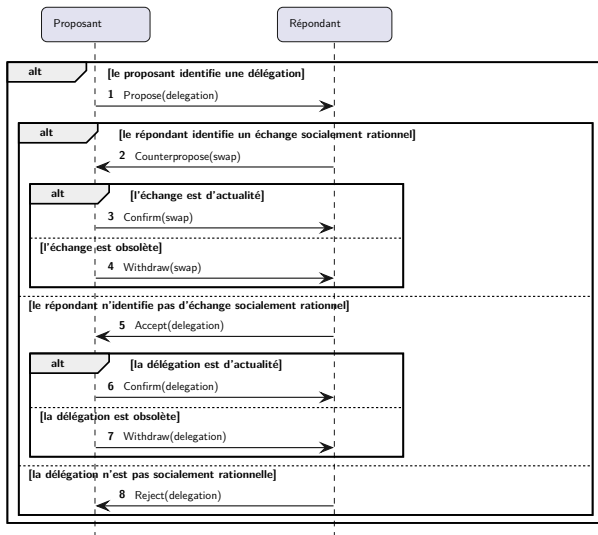 Proposant Répondant
alt [le proposant identifie une délégation]
1 Propose(delegation)
alt [le répondant identifie un échange socialement rationnel]
2 Counterpropose(swap)
alt [l'échange est d'actualité]
3 Confirm(swap)
[l'échange est obsolète]
4 Withdraw(swap)
[le répondant n'identifie pas d'échange socialement rationnel]
5 Accept(delegation)
alt [la délégation est d'actualité]
6 Confirm(delegation)
[la délégation est obsolète]
7 Withdraw(delegation)
[la délégation n'est pas socialement rationnelle]
8 Reject(delegation)